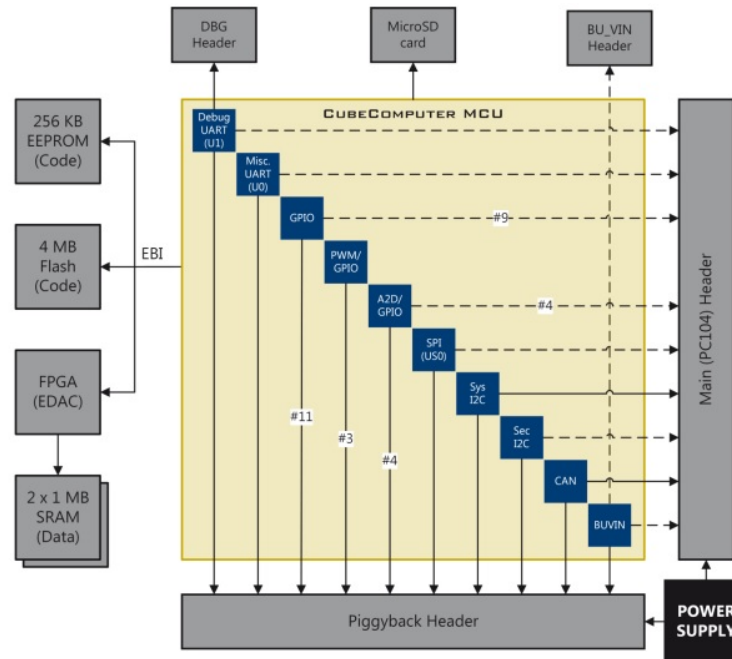 DBG
Header
MicroSD
card
BU_VIN
Header
CUBECOMPUTER MCU
256 KB
EEPROM
(Code)
Debug
UART
(U1)
Misc.
UART
(U0)
GPIO
#9
4 MB
Flash
(Code)
EBI
PWM/
GPIO
A2D/
GPIO
#4
SPI
(US0)
Main (PC104) Header
FPGA
(EDAC)
Sys
I2C
#11
#3
#4
Sec
I2C
2 x 1 MB
SRAM
(Data)
CAN
BUVIN
Piggyback Header
POWER
SUPPLY